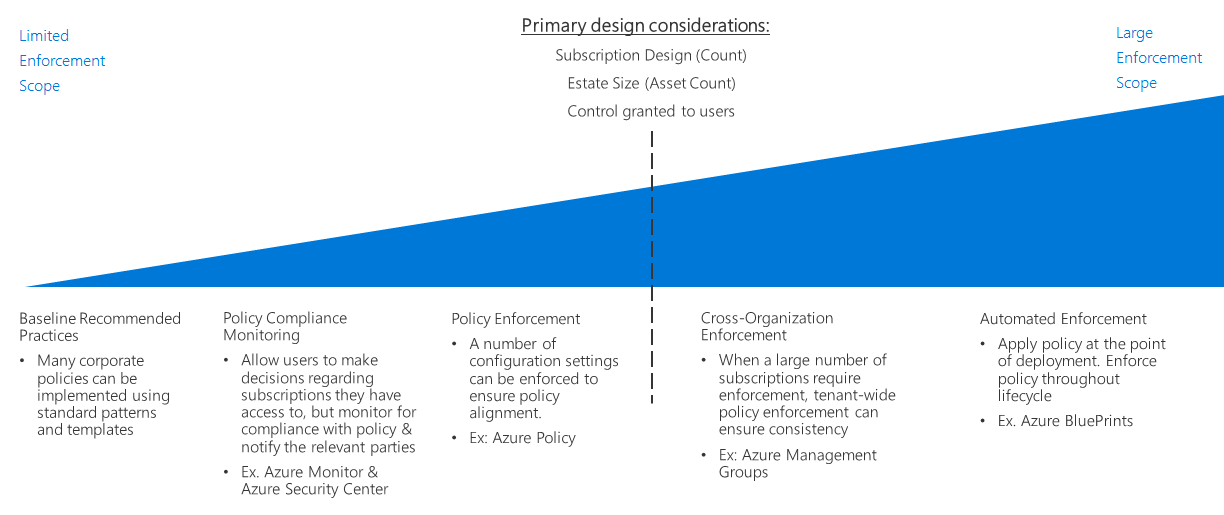 Limited
Enforcement
Scope
Primary design considerations:
Subscription Design (Count)
Estate Size (Asset Count)
Control granted to users
Large
Enforcement
Scope
Baseline Recommended
Practices
• Many corporate
policies can be
implemented using
standard patterns
and templates
Policy Compliance
Monitoring
• Allow users to make
decisions regarding
subscriptions they have
access to, but monitor for
compliance with policy &
notify the relevant parties
• Ex. Azure Monitor &
Azure Security Center
Policy Enforcement
• A number of
configuration settings
can be enforced to
ensure policy
alignment.
• Ex: Azure Policy
Cross-Organization
Enforcement
• When a large number of
subscriptions require
enforcement, tenant-wide
policy enforcement can
ensure consistency
• Ex: Azure Management
Groups
Automated Enforcement
• Apply policy at the point
of deployment. Enforce
policy throughout
lifecycle
• Ex. Azure BluePrints